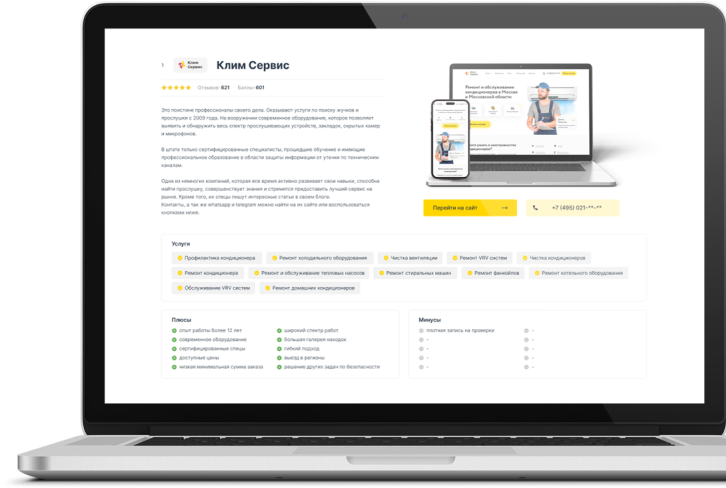 1
Клим
Сервис
Клим Сервис
Отзывов: 621 Баллы: 601
Это поистине профессионалы своего дела. Оказывают услуги по поиску жучков и
прослушки с 2009 года. На вооружении современное оборудование, которое позволяет
выявить и обнаружить весь спектр прослушивающих устройств, закладок, скрытых камер
и микрофонов.
В штате только сертифицированные специалисты, прошедшие обучение и имеющие
профессиональное образование в области защиты информации от утечек по техническим
каналам.
Одна из немногих компаний, которая все время активно развивает свои навыки, способна
найти прослушку, совершенствует знания и стремится предоставить лучший сервис на
рынке. Кроме того, их спецы пишут интересные статьи в своем блоге.
Контакты, а так же whatsapp и telegram можно найти на их сайте или воспользоваться
кнопками ниже.
Ремонт и обслуживание
кондиционеров в Москве
и Московской области
Перейти на сайт →
+7 (495) 021-**-**
Услуги
Профилактика кондиционера Ремонт холодильного оборудования Чистка вентиляции Ремонт VRV систем Чистка кондиционеров
Ремонт кондиционера Ремонт и обслуживание тепловых насосов Ремонт стиральных машин Ремонт фанкойлов Ремонт котельного оборудования
Обслуживание VRV систем Ремонт домашних кондиционеров
Плюсы
опыт работы более 12 лет широкий спектр работ
современное оборудование большая галерея находок
сертифицированные спецы гибкий подход
доступные цены выезд в регионы
низкая минимальная сумма заказа решение других задач по безопасности
Минусы
платная запись на проверки -
- -
- -
- -
- -